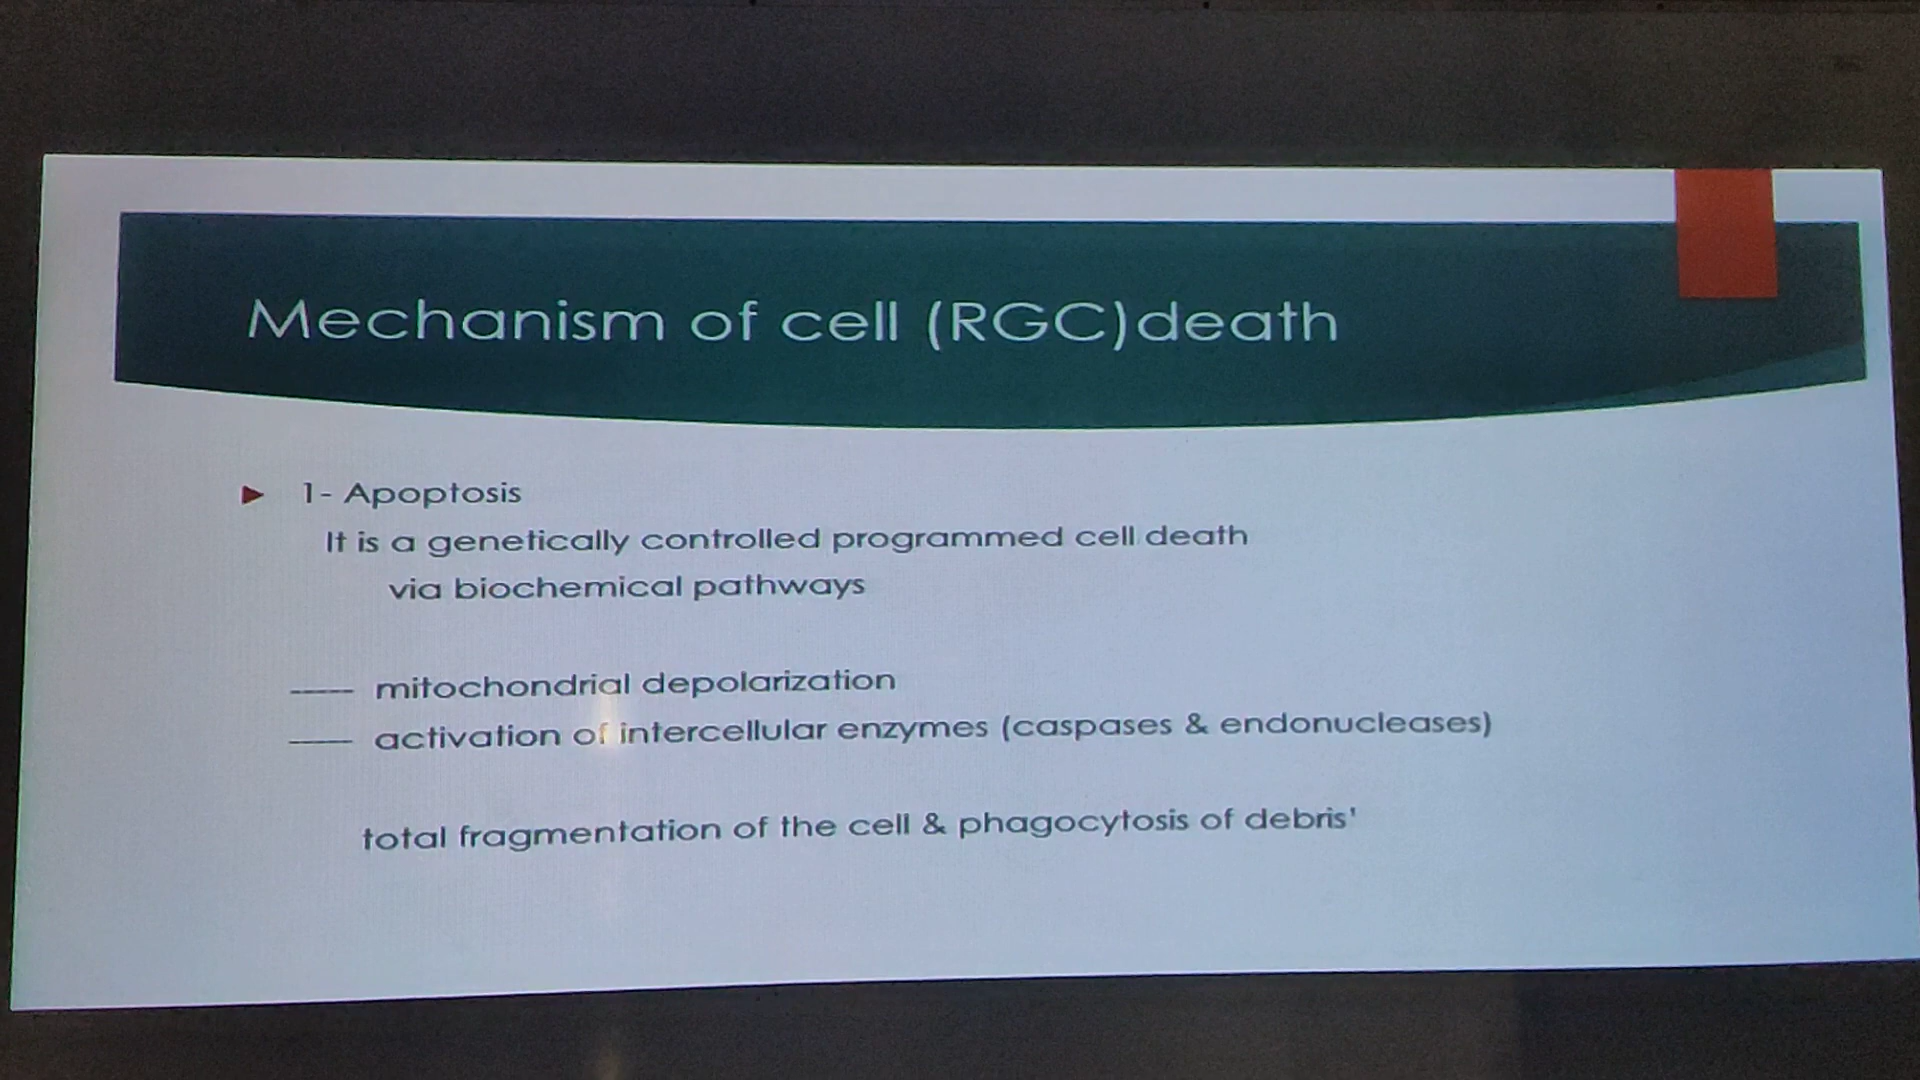 Mechanism of cell (RGC)death
► 1- Apoptosis
It is a genetically controlled programmed cell death
via biochemical pathways
—— mitochondrial depolarization
—— activation of intercellular enzymes (caspases & endonucleases)
total fragmentation of the cell & phagocytosis of debris'